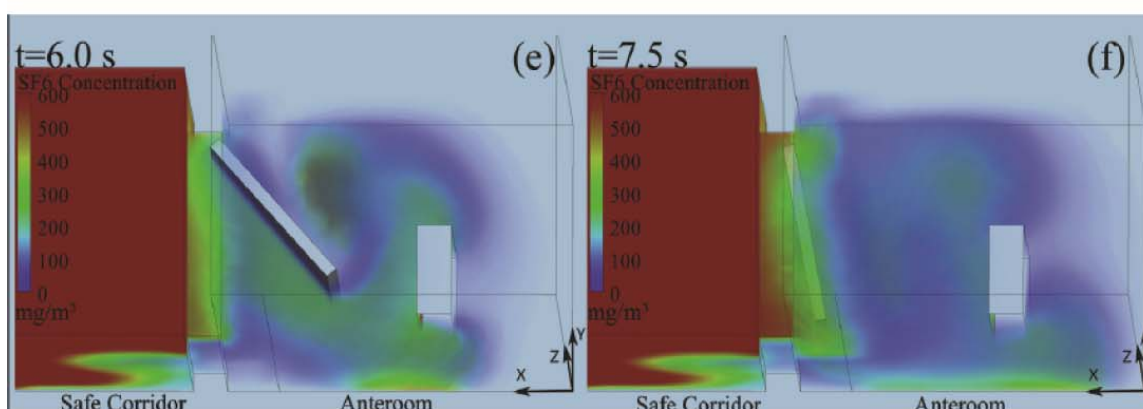 t=6.0 s
(e)
SF6 Concentration
600
500
400
300
200
100
0
mg/m³
Y
Z
X
Safe Corridor
Anteroom
t=7.5 s
(f)
SF6 Concentration
600
500
400
300
200
100
0
mg/m³
Z
X
Safe Corridor
Anteroom